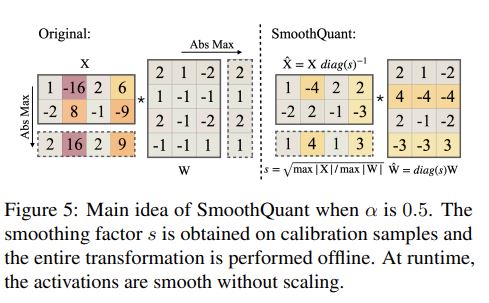 Original:
SmoothQuant:
Abs Max
X
X̂ = X diag(s)⁻¹
Abs Max
1 -16 2 6
-2 8 -1 -9
2 16 2 9
*
2 1 -2 2
1 -1 -1 1
2 -1 -2 2
-1 -1 1 1
W
1 -4 2 2
-2 2 -1 -3
1 4 1 3
*
2 1 -2
4 -4 -4
2 -1 -2
-3 -3 3
s = √max |X|/max |W| Ŵ = diag(s)W
Figure 5: Main idea of SmoothQuant when α is 0.5. The
smoothing factor s is obtained on calibration samples and
the entire transformation is performed offline. At runtime,
the activations are smooth without scaling.